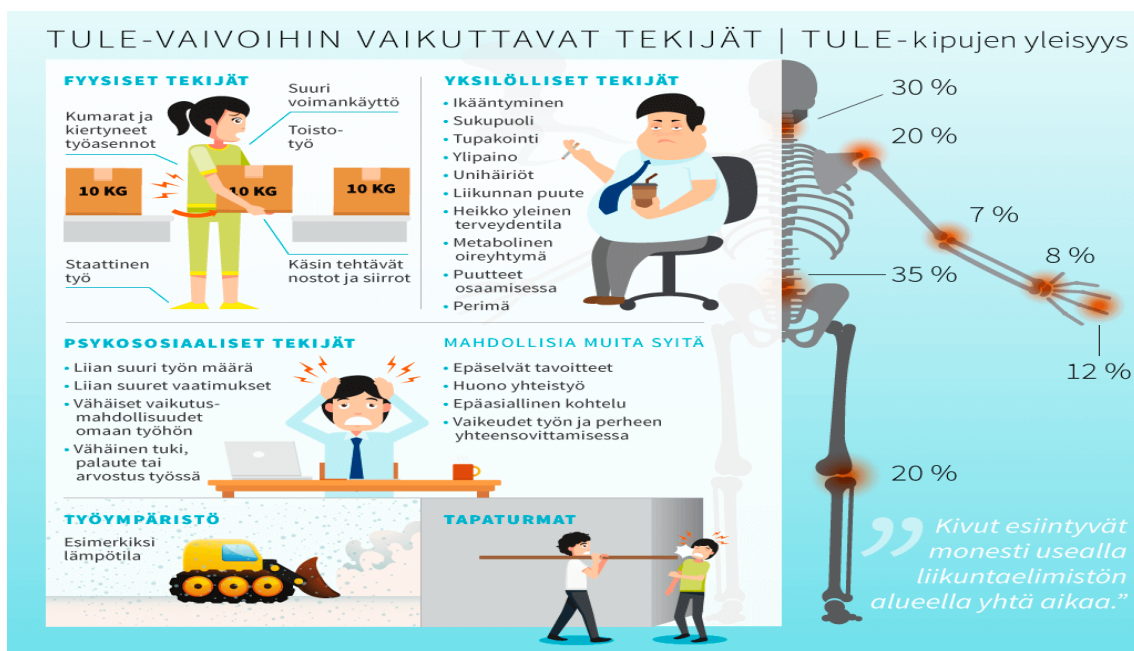 TULE-VAIVOIHIN VAIKUTTAVAT TEKIJÄT | TULE-kipujen yleisyys
FYYSISET TEKIJÄT
Kumarat ja
kiertyneet
työasennot
Suuri
voimankäyttö
Toisto-
työ
10 KG
10 KG
10 KG
Staattinen
työ
Käsin tehtävät
nostot ja siirrot
YKSILÖLLISET TEKIJÄT
• Ikääntyminen
• Sukupuoli
• Tupakointi
• Ylipaino
• Unihäiriöt
• Liikunnan puute
• Heikko yleinen
terveydentila
• Metabolinen
oireyhtymä
• Puutteet
osaamisessa
• Perimä
PSYKOSOSIAALISET TEKIJÄT
• Liian suuri työn määrä
• Liian suuret vaatimukset
• Vähäiset vaikutus-
mahdollisuudet
omaan työhön
• Vähäinen tuki,
palaute tai
arvostus työssä
MAHDOLLISIA MUITA SYITÄ
• Epäselvät tavoitteet
• Huono yhteistyö
• Epäasiallinen kohtelu
• Vaikeudet työn ja perheen
yhteensovittamisessa
TYÖYMPÄRISTÖ
Esimerkiksi
lämpötila
TAPATURMAT
30 %
20 %
7 %
8 %
35 %
12 %
20 %
” Kivut esiintyvät
monesti usealla
liikuntaelimistön
alueella yhtä aikaa.”